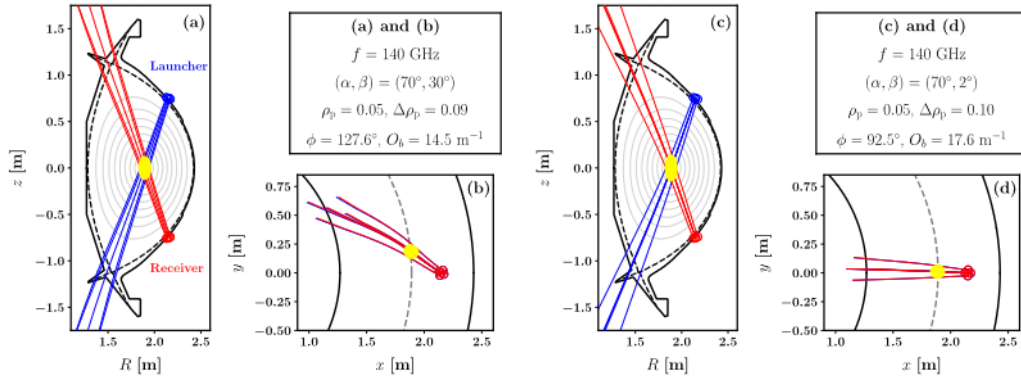 (a)
Launcher
Receiver
1.5
1.0
0.5
0.0
−0.5
−1.0
−1.5
z [m]
1.5
2.0
2.5
R [m]
(a) and (b)
f = 140 GHz
(α, β) = (70°, 30°)
ρp = 0.05, Δρp = 0.09
ϕ = 127.6°, Ob = 14.5 m⁻¹
(b)
0.75
0.50
0.25
0.00
−0.25
−0.50
y [m]
1.0
1.5
2.0
2.5
x [m]
(c)
1.5
1.0
0.5
0.0
−0.5
−1.0
−1.5
z [m]
1.5
2.0
2.5
R [m]
(c) and (d)
f = 140 GHz
(α, β) = (70°, 2°)
ρp = 0.05, Δρp = 0.10
ϕ = 92.5°, Ob = 17.6 m⁻¹
(d)
0.75
0.50
0.25
0.00
−0.25
−0.50
y [m]
1.0
1.5
2.0
2.5
x [m]